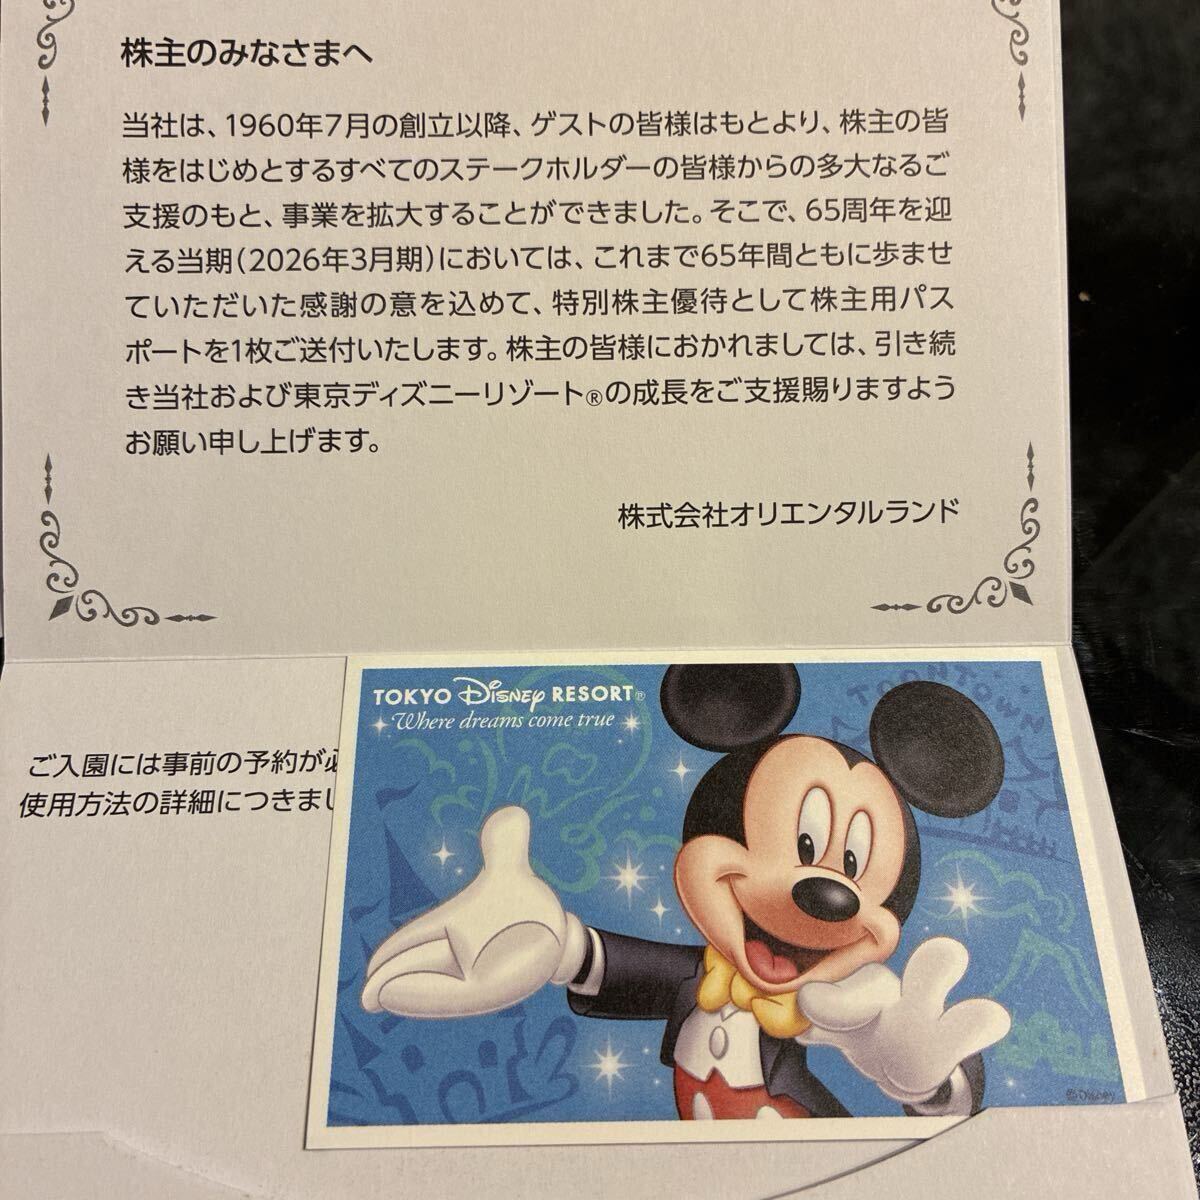 株主のみなさまへ
当社は、1960年7月の創立以降、ゲストの皆様はもとより、株主の皆
様をはじめとするすべてのステークホルダーの皆様からの多大なるご
支援のもと、事業を拡大することができました。そこで、65周年を迎
える当期(2026年3月期)においては、これまで65年間ともに歩ませ
ていただいた感謝の意を込めて、特別株主優待として株主用パス
ポートを1枚ご送付いたします。株主の皆様におかれましては、引き続
き当社および東京ディズニーリゾート®の成長をご支援賜りますよう
お願い申し上げます。
株式会社オリエンタルランド
ご入園には事前の予約が
使用方法の詳細につきまし
TOKYO Disney RESORT®
Where dreams come true
TOONTOWN
©Disney